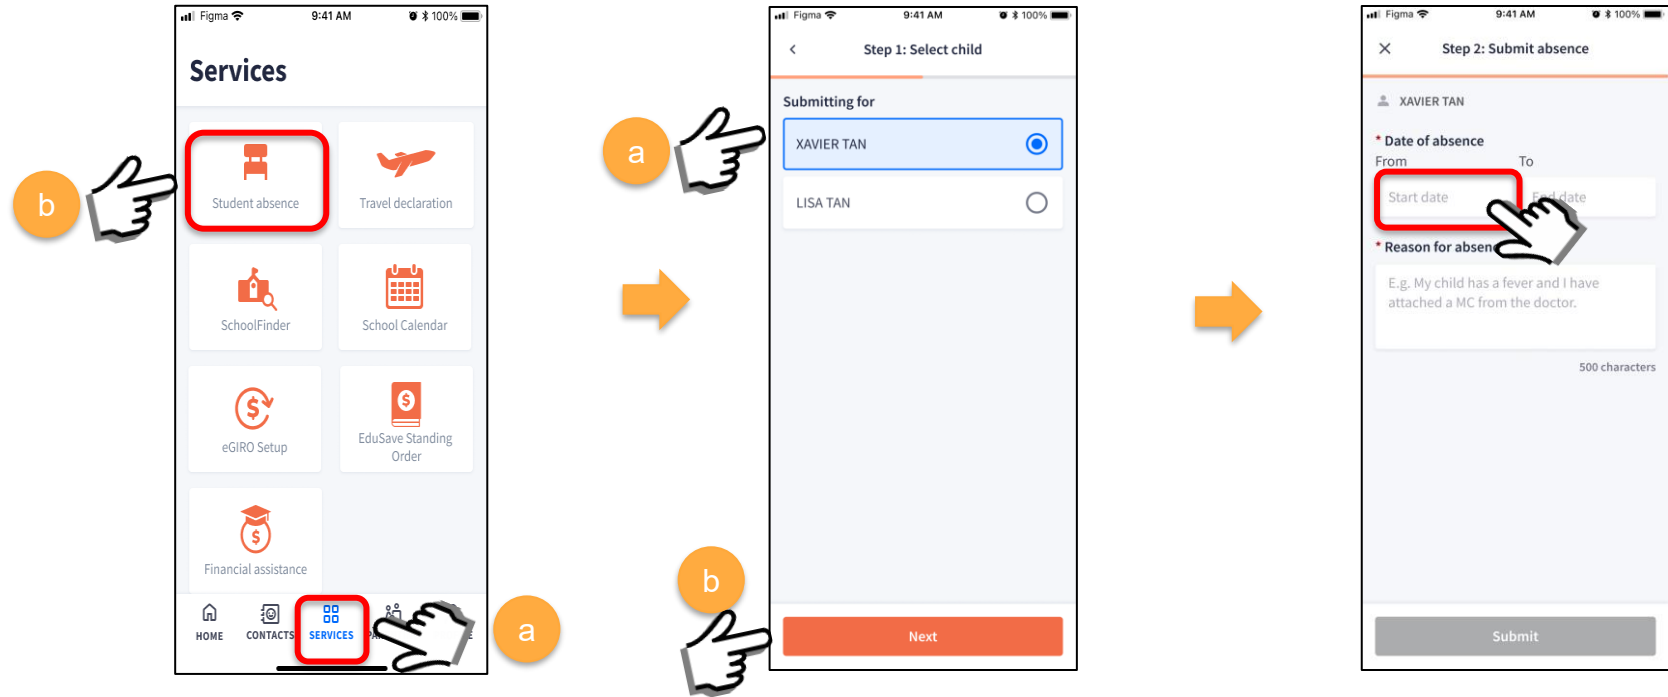 Figma
9:41 AM
100%
Services
b
Student absence
Travel declaration
SchoolFinder
School Calendar
eGIRO Setup
EduSave Standing
Order
Financial assistance
HOME
CONTACTS
SERVICES
a
Figma
9:41 AM
100%
Step 1: Select child
Submitting for
a
XAVIER TAN
LISA TAN
b
Next
Figma
9:41 AM
100%
Step 2: Submit absence
XAVIER TAN
* Date of absence
From
To
Start date
End date
* Reason for absen
E.g. My child has a fever and I have
attached a MC from the doctor.
500 characters
Submit